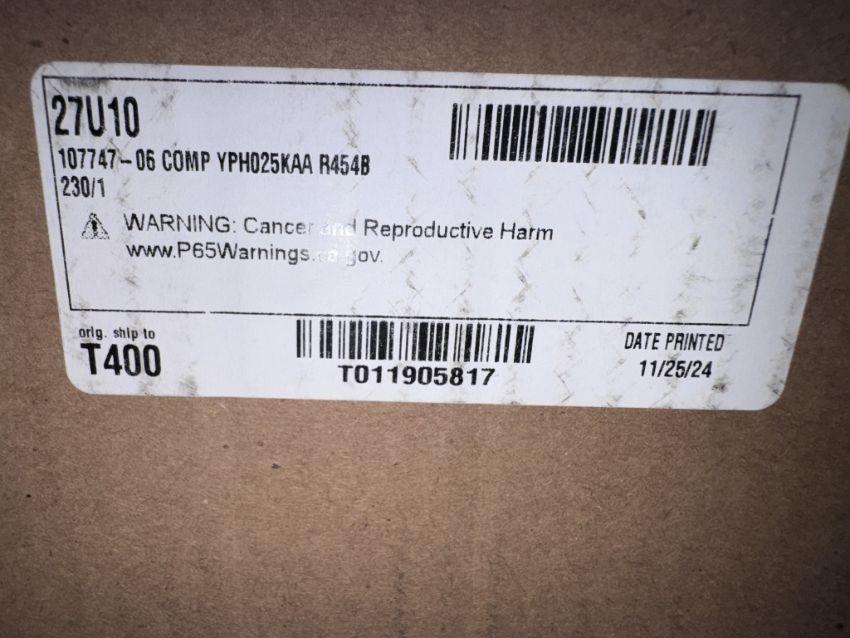 27U10
107747-06 COMP YPH025KAA R454B
230/1
WARNING: Cancer and Reproductive Harm
www.P65Warnings.ca.gov.
orig. ship to
T400
T011905817
DATE PRINTED
11/25/24